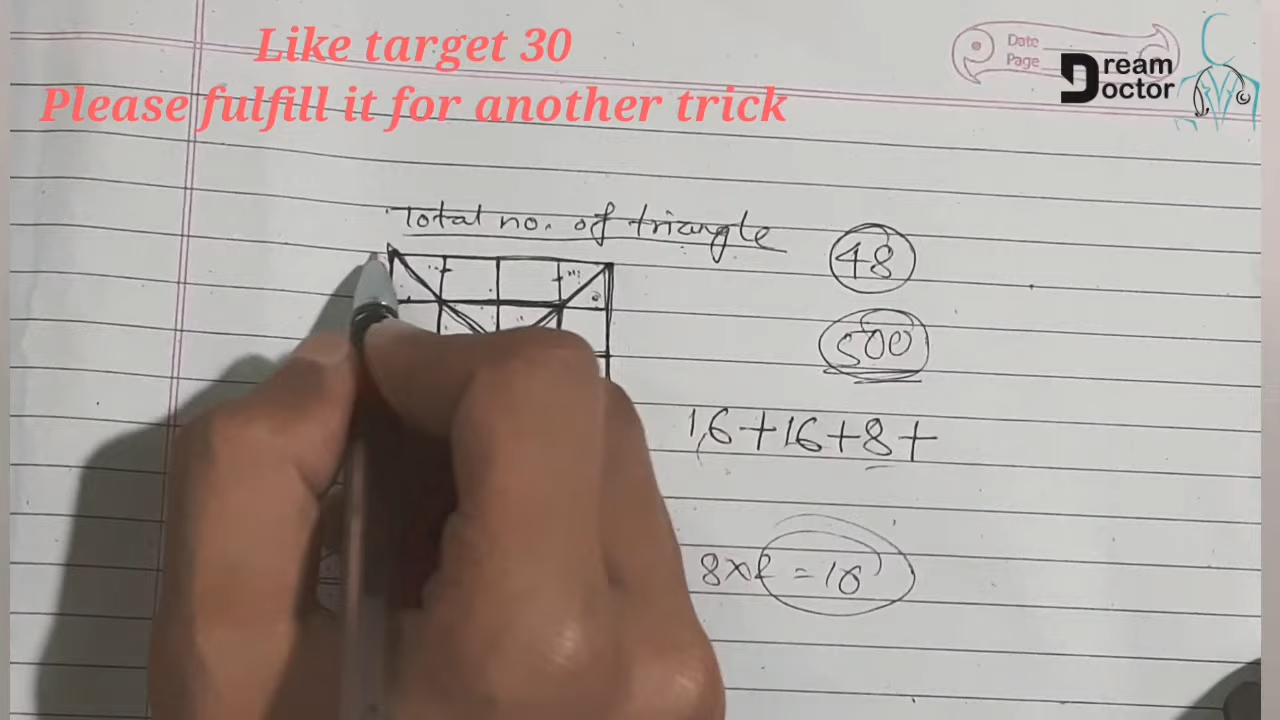 Like target 30
Please fulfill it for another trick
Date
Page
Dream
Doctor
Total no. of triangle
48
500
16+16+8+
8x2 = 16